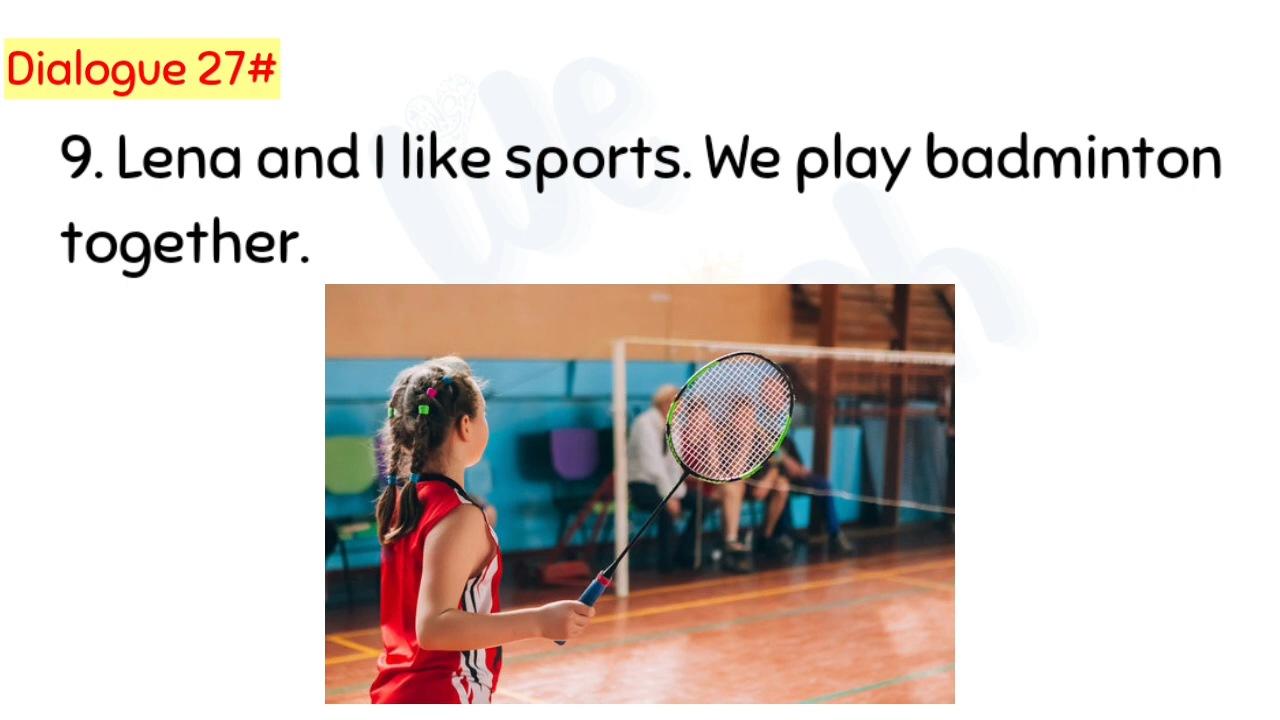 Dialogue 27#
9. Lena and I like sports. We play badminton
together.